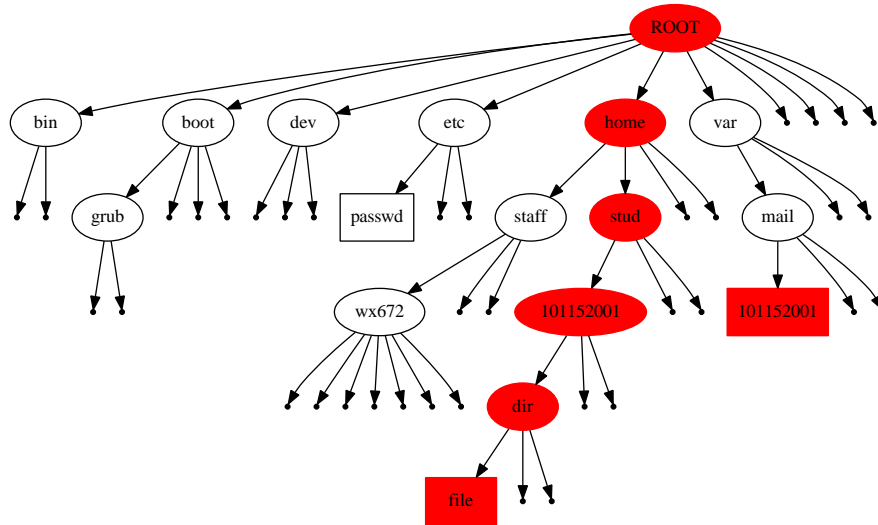 ROOT
bin
boot
dev
etc
home
var
grub
passwd
staff
stud
mail
wx672
101152001
101152001
dir
file